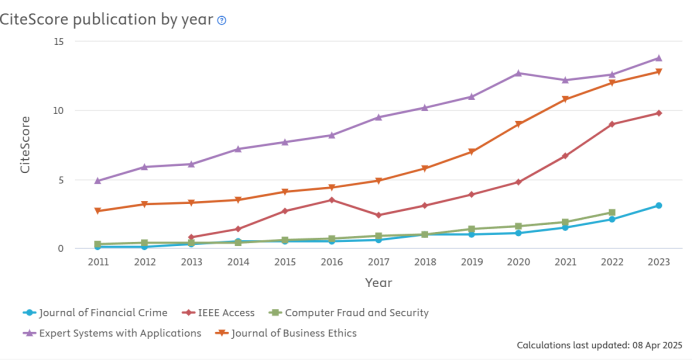 CiteScore publication by year ?
15
10
5
0
CiteScore
2011 2012 2013 2014 2015 2016 2017 2018 2019 2020 2021 2022 2023
Year
Journal of Financial Crime IEEE Access Computer Fraud and Security
Expert Systems with Applications Journal of Business Ethics
Calculations last updated: 08 Apr 2025